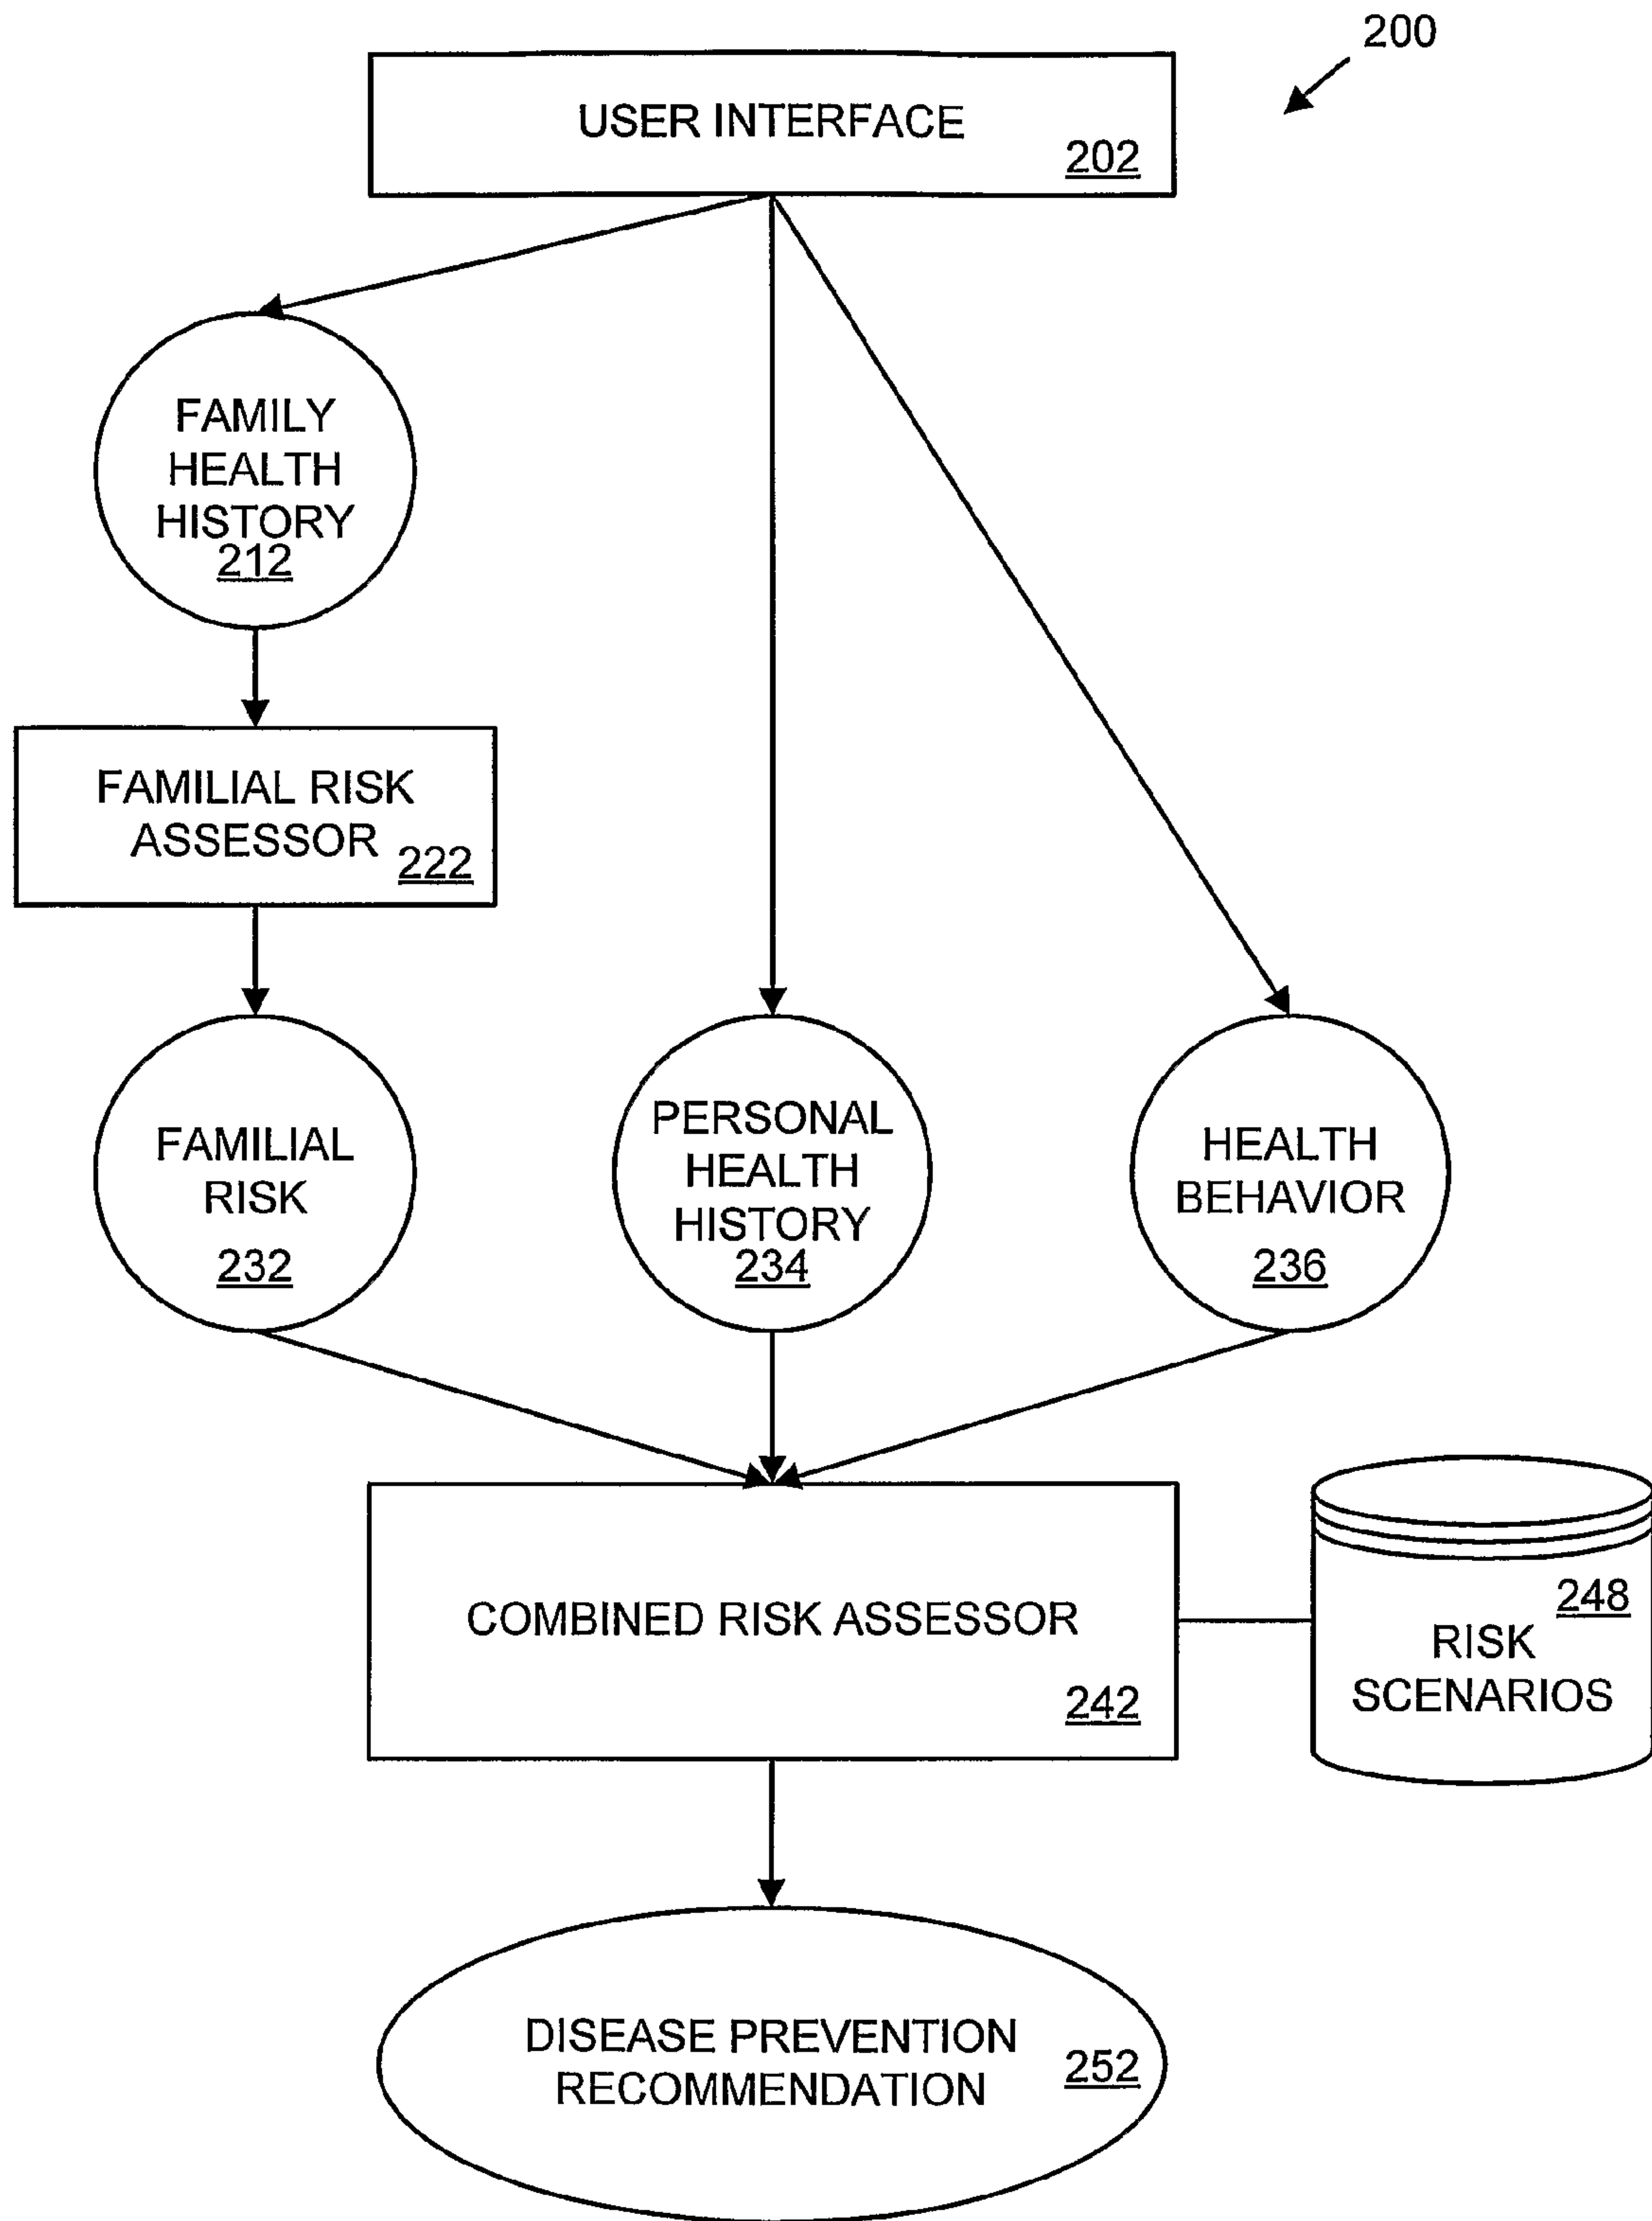 200
USER INTERFACE
202
FAMILY
HEALTH
HISTORY
212
FAMILIAL RISK
ASSESSOR
222
FAMILIAL
RISK
232
PERSONAL
HEALTH
HISTORY
234
HEALTH
BEHAVIOR
236
COMBINED RISK ASSESSOR
242
248
RISK
SCENARIOS
DISEASE PREVENTION
RECOMMENDATION
252